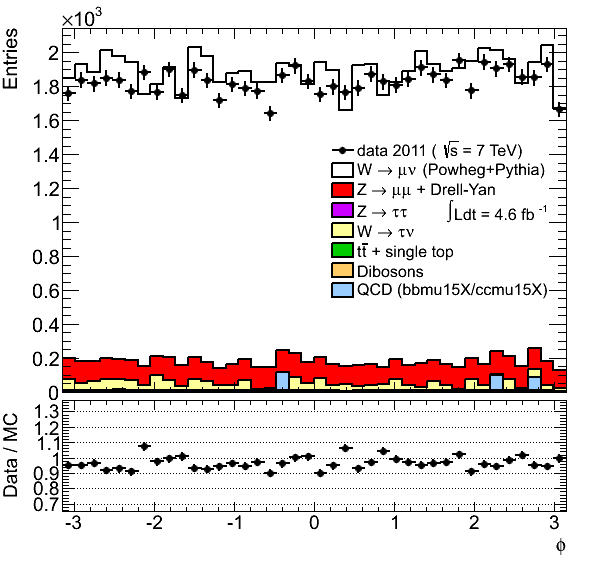 ×10³
Entries
2
1.8
1.6
1.4
1.2
1
0.8
0.6
0.4
0.2
0
data 2011 ( √s = 7 TeV)
W → μν (Powheg+Pythia)
Z → μμ + Drell-Yan
Z → ττ
∫Ldt = 4.6 fb⁻¹
W → τν
tt̅ + single top
Dibosons
QCD (bbmu15X/ccmu15X)
Data / MC
1.3
1.2
1.1
1
0.9
0.8
0.7
-3 -2 -1 0 1 2 3
ϕ